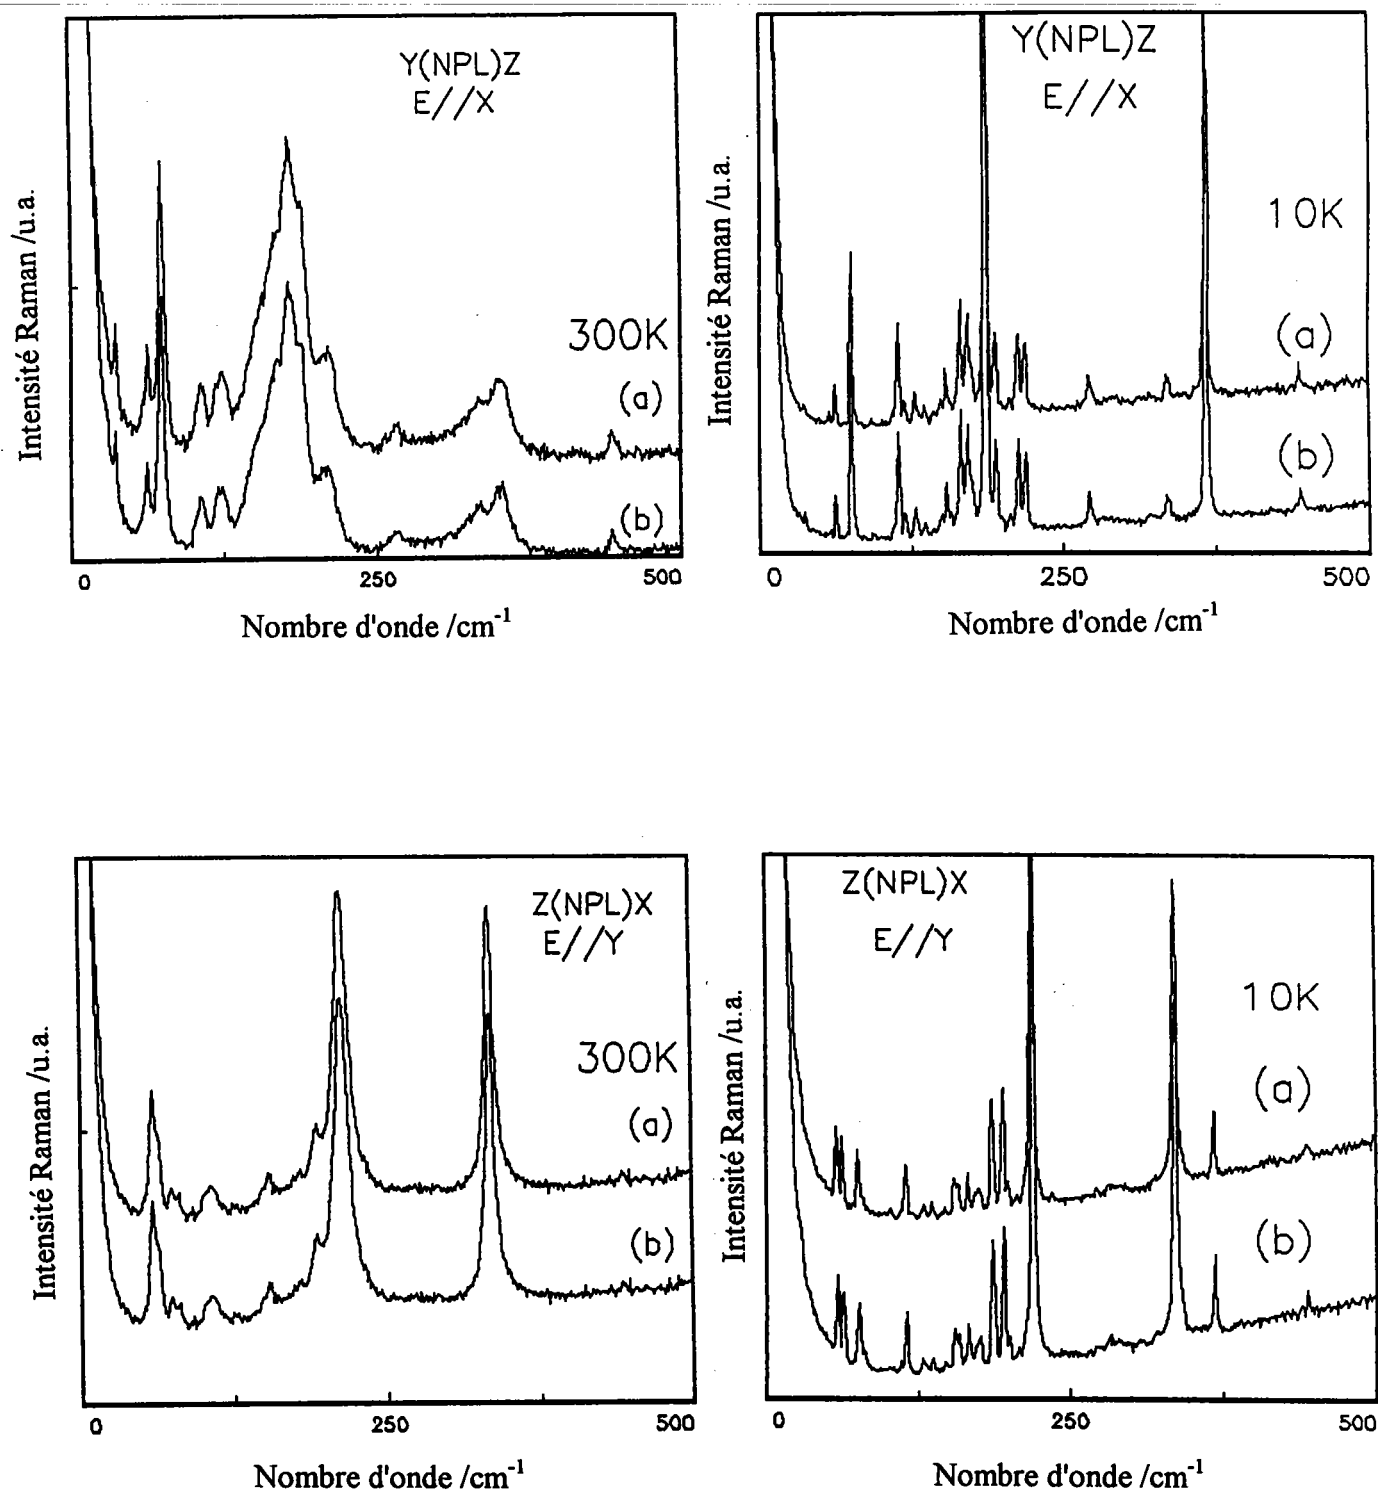 Y(NPL)Z
E//X
300K
(a)
(b)
Intensité Raman /u.a.
0 250 500
Nombre d'onde /cm-1
Y(NPL)Z
E//X
10K
(a)
(b)
Intensité Raman /u.a.
0 250 500
Nombre d'onde /cm-1
Z(NPL)X
E//Y
300K
(a)
(b)
Intensité Raman /u.a.
0 250 500
Nombre d'onde /cm-1
Z(NPL)X
E//Y
10K
(a)
(b)
Intensité Raman /u.a.
0 250 500
Nombre d'onde /cm-1